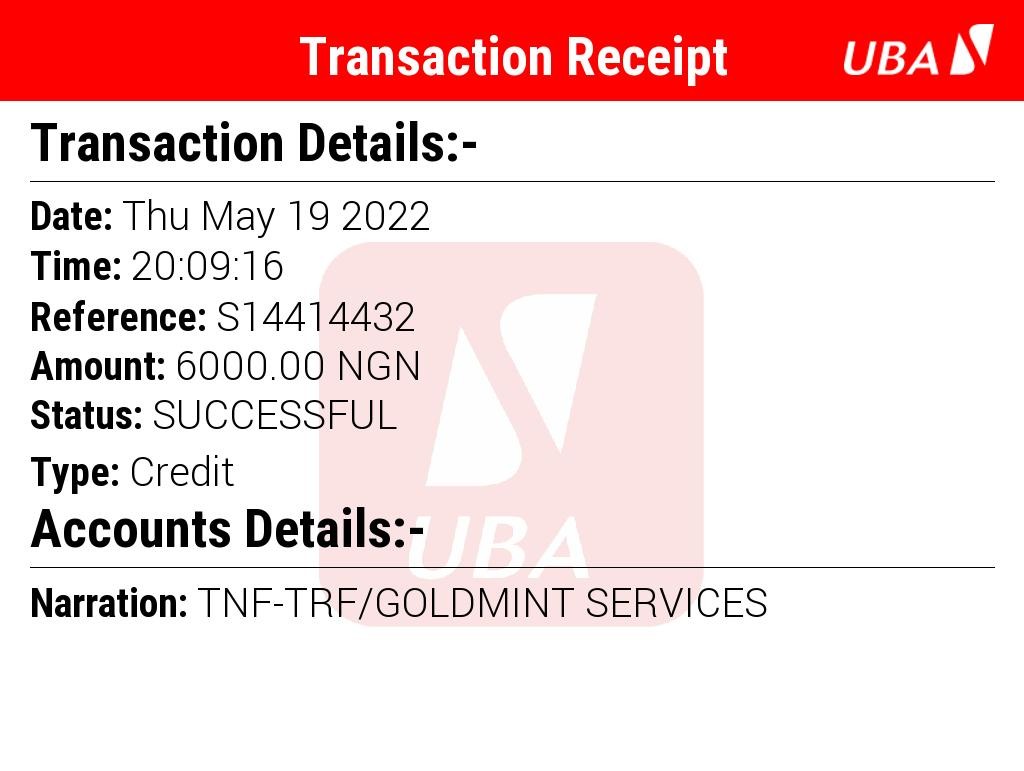 Transaction Receipt
UBA
Transaction Details:-
Date: Thu May 19 2022
Time: 20:09:16
Reference: S14414432
Amount: 6000.00 NGN
Status: SUCCESSFUL
Type: Credit
Accounts Details:-
UBA
Narration: TNF-TRF/GOLDMINT SERVICES